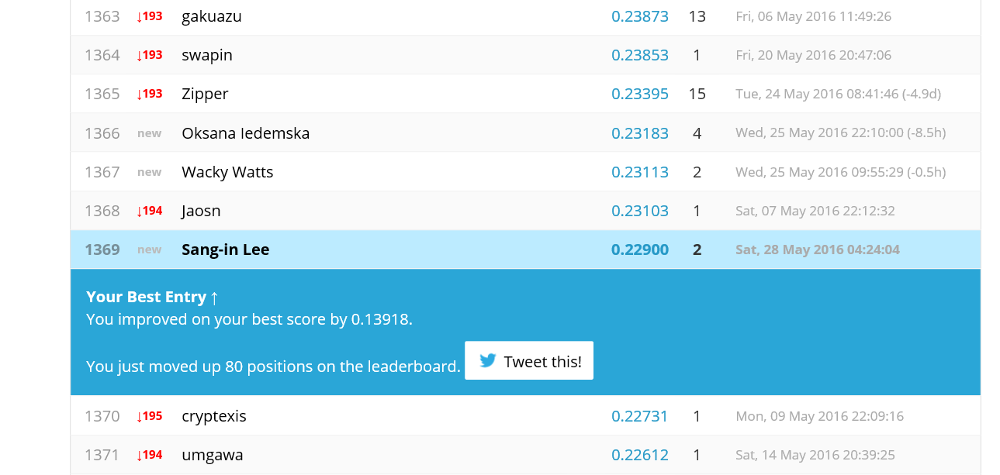 1363 ↓193 gakuazu 0.23873 13 Fri, 06 May 2016 11:49:26
1364 ↓193 swapin 0.23853 1 Fri, 20 May 2016 20:47:06
1365 ↓193 Zipper 0.23395 15 Tue, 24 May 2016 08:41:46 (-4.9d)
1366 new Oksana Iedemska 0.23183 4 Wed, 25 May 2016 22:10:00 (-8.5h)
1367 new Wacky Watts 0.23113 2 Wed, 25 May 2016 09:55:29 (-0.5h)
1368 ↓194 Jaosn 0.23103 1 Sat, 07 May 2016 22:12:32
1369 new Sang-in Lee 0.22900 2 Sat, 28 May 2016 04:24:04
Your Best Entry ↑
You improved on your best score by 0.13918.
You just moved up 80 positions on the leaderboard. Tweet this!
1370 ↓195 cryptexis 0.22731 1 Mon, 09 May 2016 22:09:16
1371 ↓194 umgawa 0.22612 1 Sat, 14 May 2016 20:39:25